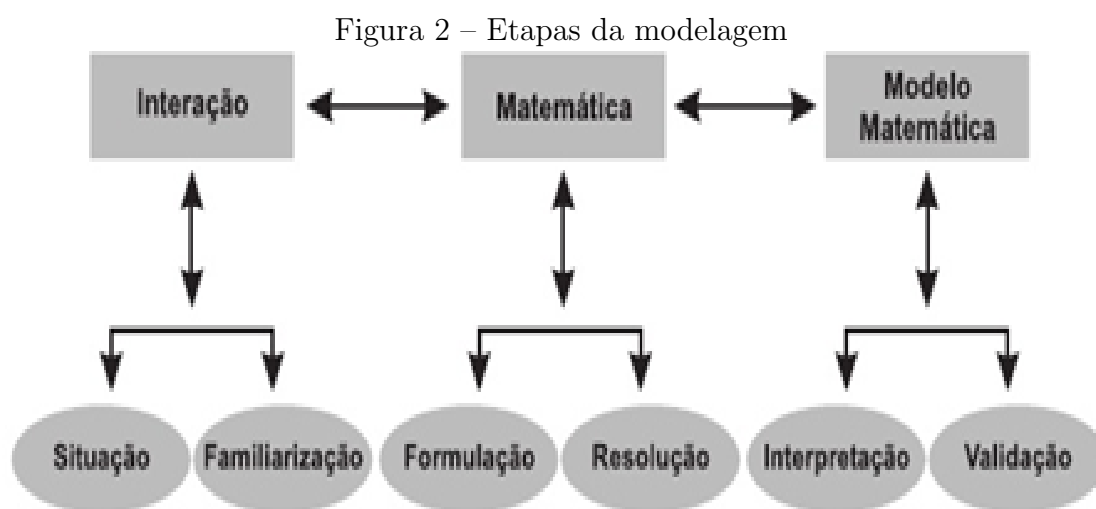 Figura 2 – Etapas da modelagem
Interação
Matemática
Modelo
Matemática
Situação
Familiarização
Formulação
Resolução
Interpretação
Validação